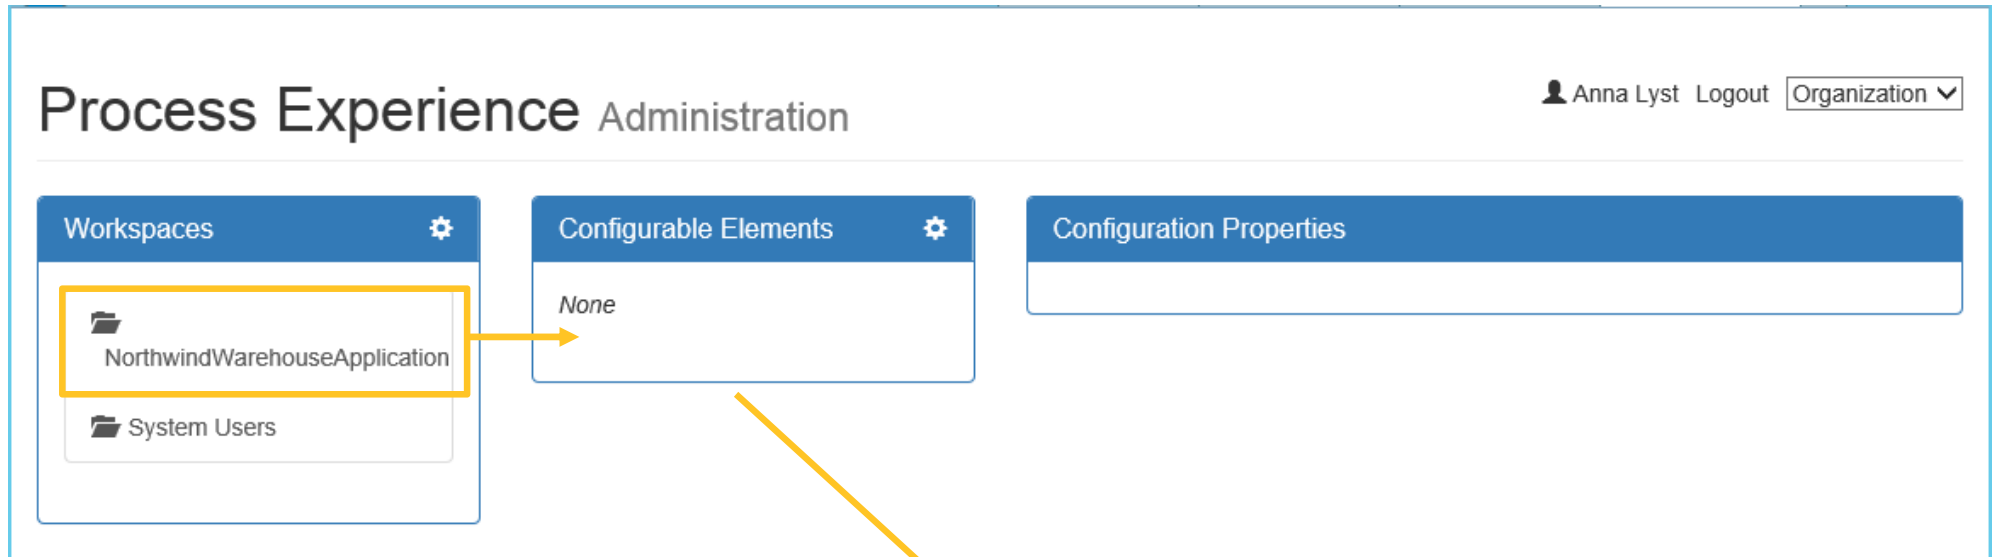 Process Experience Administration
Anna Lyst Logout Organization
Workspaces
NorthwindWarehouseApplication
System Users
Configurable Elements
None
Configuration Properties